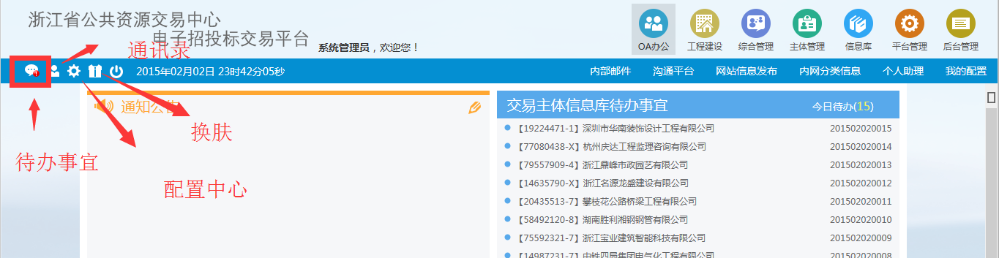 浙江省公共资源交易中心
电子招投标交易平台
系统管理员，欢迎您！
OA办公
工程建设
综合管理
主体管理
信息库
平台管理
后台管理
通讯录
2015年02月02日 23时42分05秒
内部邮件
沟通平台
网站信息发布
内网分类信息
个人助理
我的配置
通知公告
换肤
待办事宜
配置中心
交易主体信息库待办事宜
今日待办(15)
【19224471-1】深圳市华南装饰设计工程有限公司 201502020015
【77080438-X】杭州庆达工程监理咨询有限公司 201502020014
【79557909-4】浙江鼎峰市政园艺有限公司 201502020013
【14635790-X】浙江名源龙盛建设有限公司 201502020012
【20435513-7】攀枝花公路桥梁工程有限公司 201502020011
【58492120-8】湖南胜利湘钢钢管有限公司 201502020010
【75592321-7】浙江宝业建筑智能科技有限公司 201502020009
【14987231-7】中铁四局集团电气化工程有限公司 201502020008